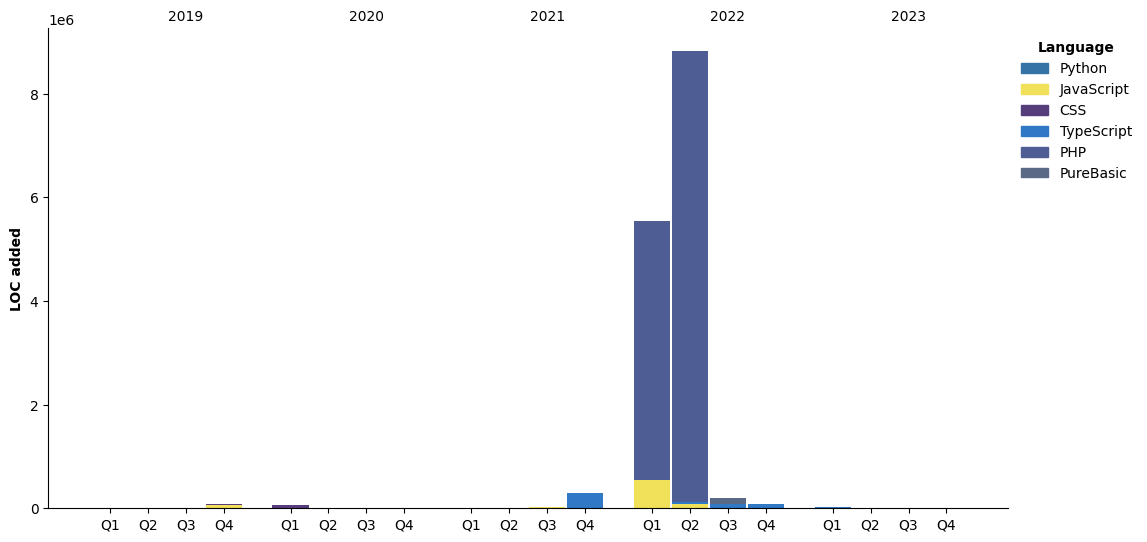 2019 2020 2021 2022 2023
1e6
Language
Python
JavaScript
CSS
TypeScript
PHP
PureBasic
LOC added
8
6
4
2
0
Q1 Q2 Q3 Q4 Q1 Q2 Q3 Q4 Q1 Q2 Q3 Q4 Q1 Q2 Q3 Q4 Q1 Q2 Q3 Q4